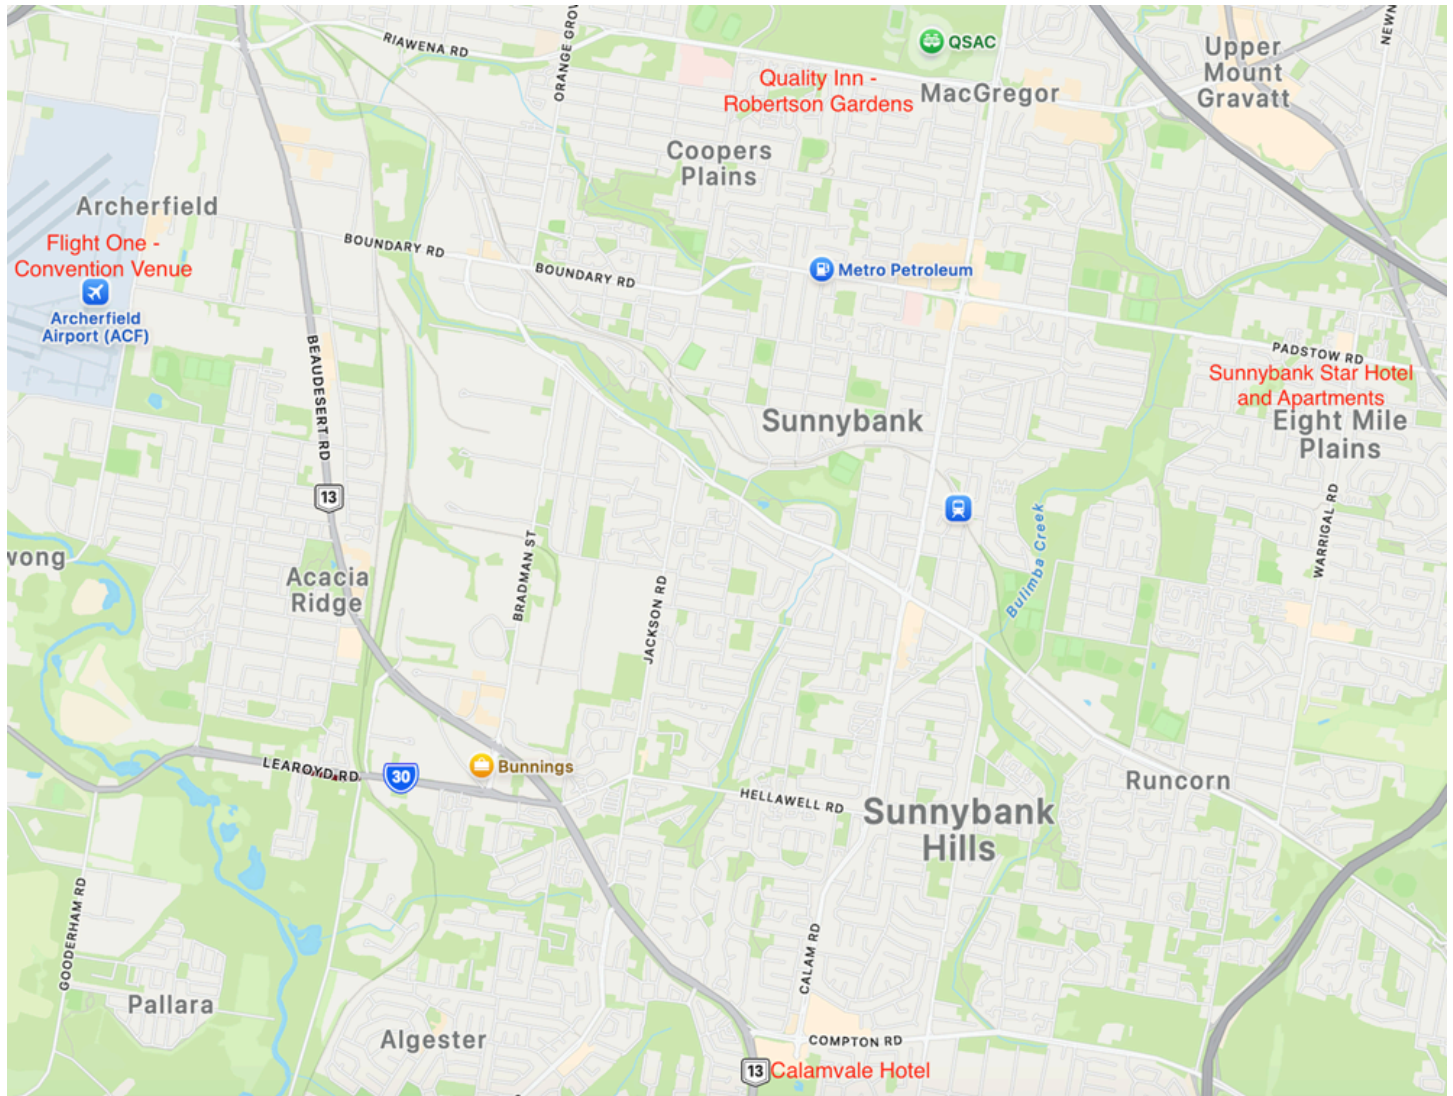 RIAWENA RD
ORANGE GROV
QSAC
NEWN
Upper
Mount
Gravatt
Quality Inn -
Robertson Gardens
MacGregor
Coopers
Plains
Archerfield
Flight One -
Convention Venue
BOUNDARY RD
BOUNDARY RD
Metro Petroleum
Archerfield
Airport (ACF)
BEAUDESERT RD
PADSTOW RD
Sunnybank Star Hotel
and Apartments
Eight Mile
Plains
Sunnybank
13
WARRIGAL RD
Bulimba Creek
wong
Acacia
Ridge
BRADMAN ST
JACKSON RD
LEAROYD RD
30
Bunnings
HELLAWELL RD
Sunnybank
Hills
Runcorn
GOODERHAM RD
CALAM RD
Pallara
Algester
COMPTON RD
13
Calamvale Hotel